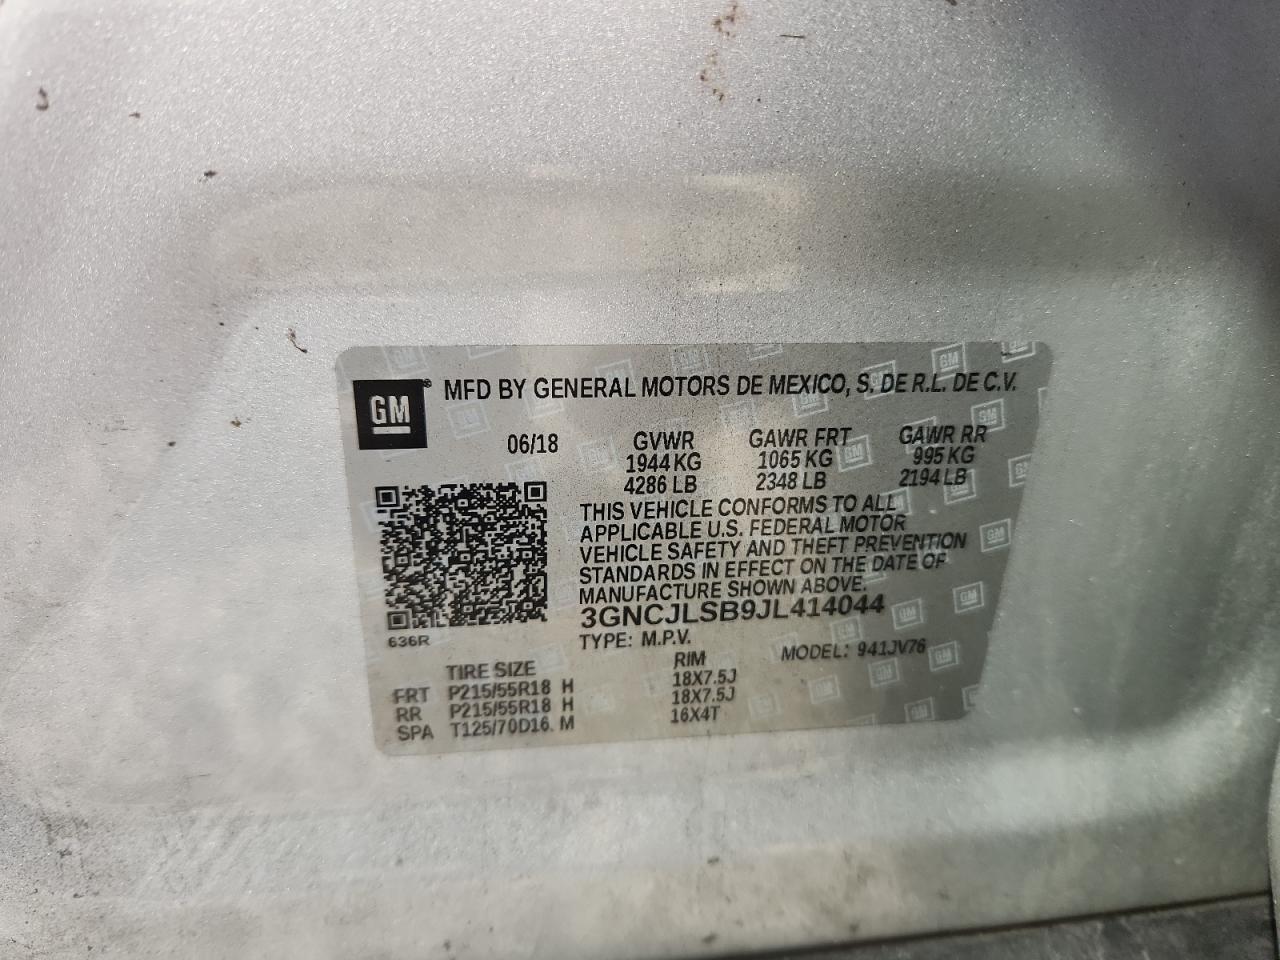 GM® MFD BY GENERAL MOTORS DE MEXICO, S. DE R.L. DE C.V.
06/18 GVWR GAWR FRT GAWR RR
1944 KG 1065 KG 995 KG
4286 LB 2348 LB 2194 LB
THIS VEHICLE CONFORMS TO ALL
APPLICABLE U.S. FEDERAL MOTOR
VEHICLE SAFETY AND THEFT PREVENTION
STANDARDS IN EFFECT ON THE DATE OF
MANUFACTURE SHOWN ABOVE.
3GNCJLSB9JL414044
636R TYPE: M.P.V. MODEL: 941JV76
TIRE SIZE RIM
FRT P215/55R18 H 18X7.5J
RR P215/55R18 H 18X7.5J
SPA T125/70D16. M 16X4T